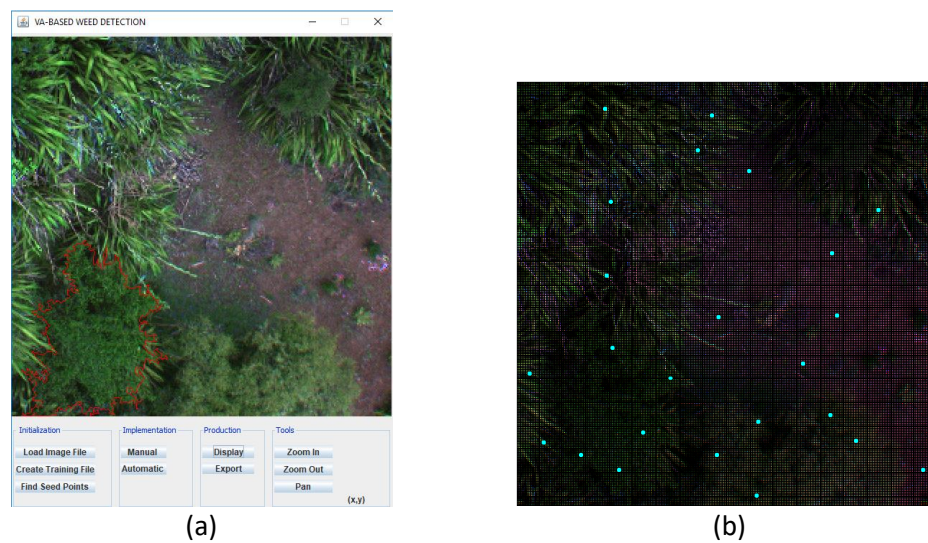 VA-BASED WEED DETECTION
Initialization
Implementation
Production
Tools
Load Image File
Manual
Display
Zoom In
Create Training File
Automatic
Export
Zoom Out
Find Seed Points
Pan
(x,y)
(a)
(b)